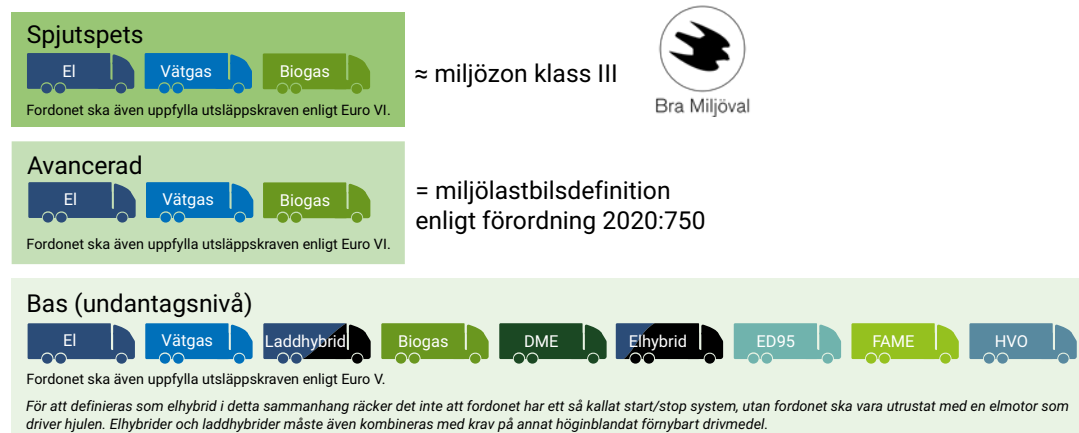 Spjutspets
El
Vätgas
Biogas
Fordonet ska även uppfylla utsläppskraven enligt Euro VI.
≈ miljözon klass III
Bra Miljöval
Avancerad
El
Vätgas
Biogas
Fordonet ska även uppfylla utsläppskraven enligt Euro VI.
= miljölastbilsdefinition
enligt förordning 2020:750
Bas (undantagsnivå)
El
Vätgas
Laddhybrid
Biogas
DME
Elhybrid
ED95
FAME
HVO
Fordonet ska även uppfylla utsläppskraven enligt Euro V.
För att definieras som elhybrid i detta sammanhang räcker det inte att fordonet har ett så kallat start/stop system, utan fordonet ska vara utrustat med en elmotor som
driver hjulen. Elhybrider och laddhybrider måste även kombineras med krav på annat höginblandat förnybart drivmedel.